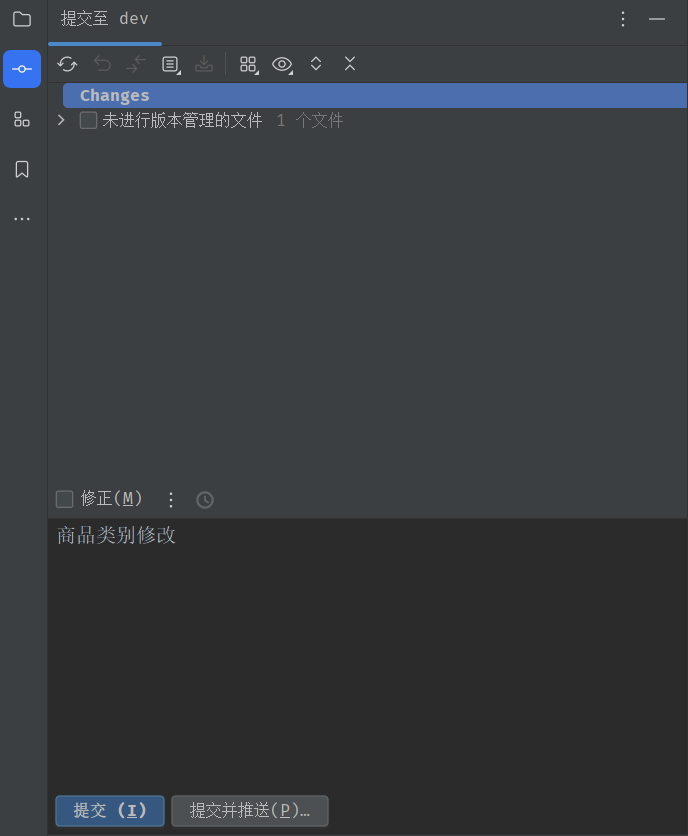 提交至 dev
Changes
未进行版本管理的文件 1 个文件
修正(M)
商品类别修改
提交 (I) 提交并推送(P)…